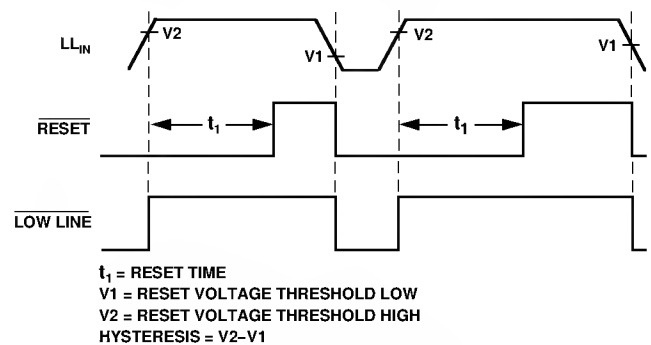 LLIN
V2
V1
V2
V1
RESET
t1
t1
LOW LINE
t1 = RESET TIME
V1 = RESET VOLTAGE THRESHOLD LOW
V2 = RESET VOLTAGE THRESHOLD HIGH
HYSTERESIS = V2–V1